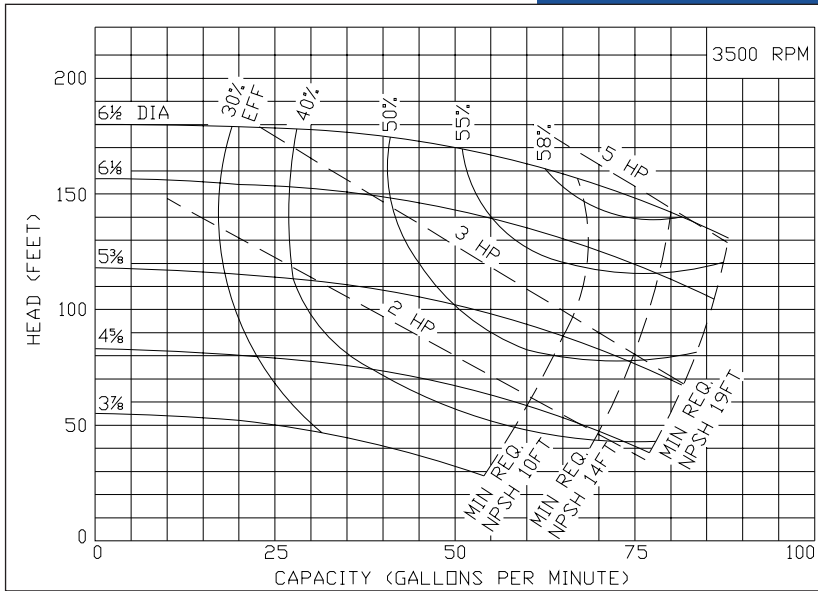 3500 RPM
200
150
100
50
0
HEAD (FEET)
6½ DIA
6⅛
5⅜
4⅝
3⅞
30% EFF
40%
50%
55%
58%
5 HP
3 HP
2 HP
MIN REQ.
NPSH 10FT
MIN REQ.
NPSH 14FT
MIN REQ.
NPSH 19FT
0 25 50 75 100
CAPACITY (GALLONS PER MINUTE)